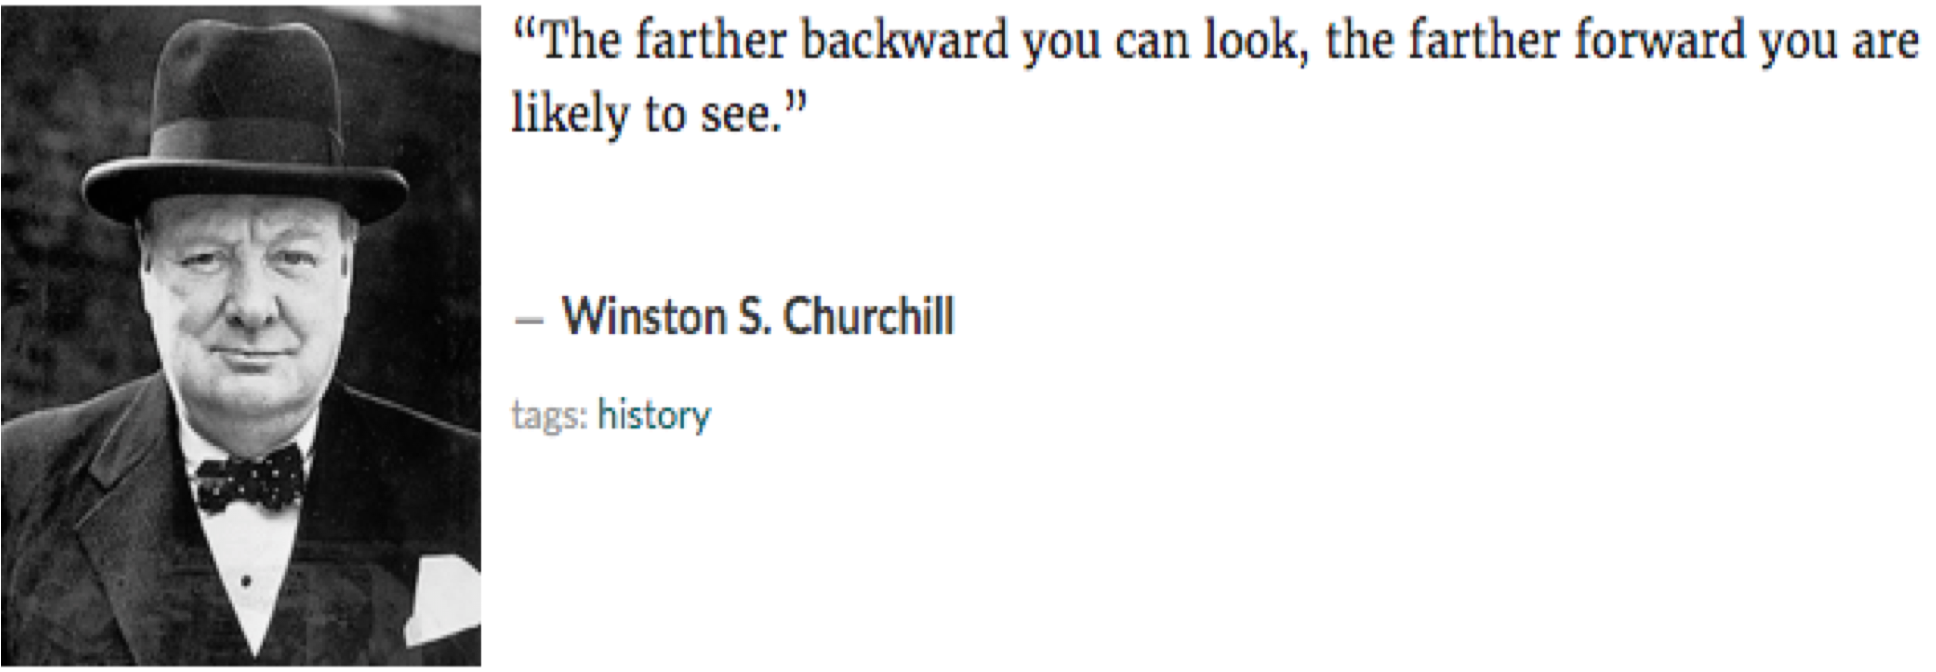 “The farther backward you can look, the farther forward you are
likely to see.”
– Winston S. Churchill
tags: history